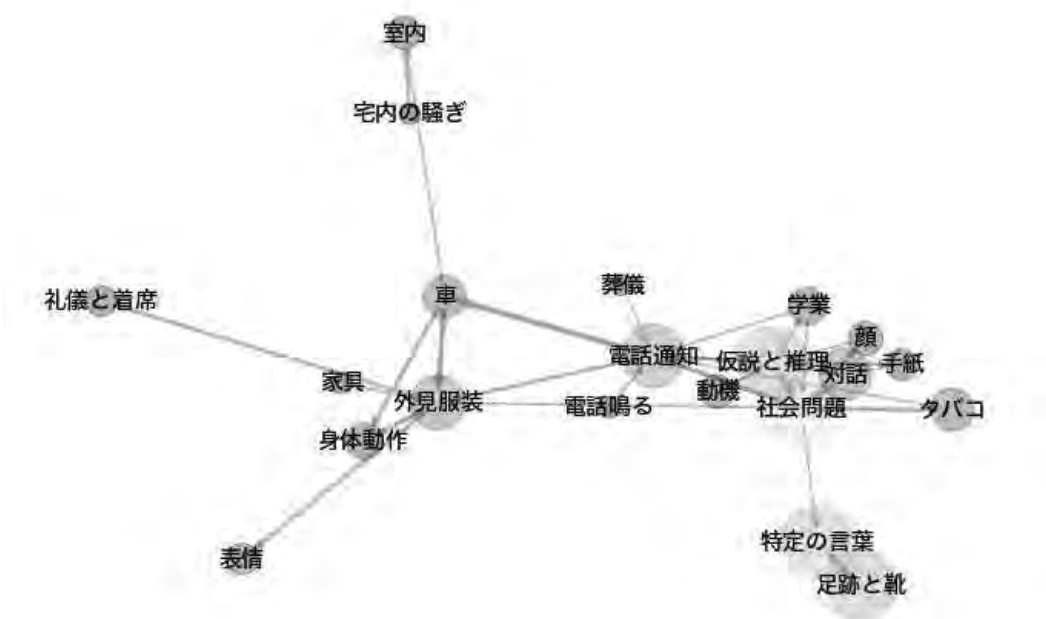 室内
宅内の騒ぎ
礼儀と着席
車
葬儀
学業
顔
電話通知
仮説と推理
対話
手紙
家具
動機
外見服装
電話鳴る
社会問題
タバコ
身体動作
表情
特定の言葉
足跡と靴